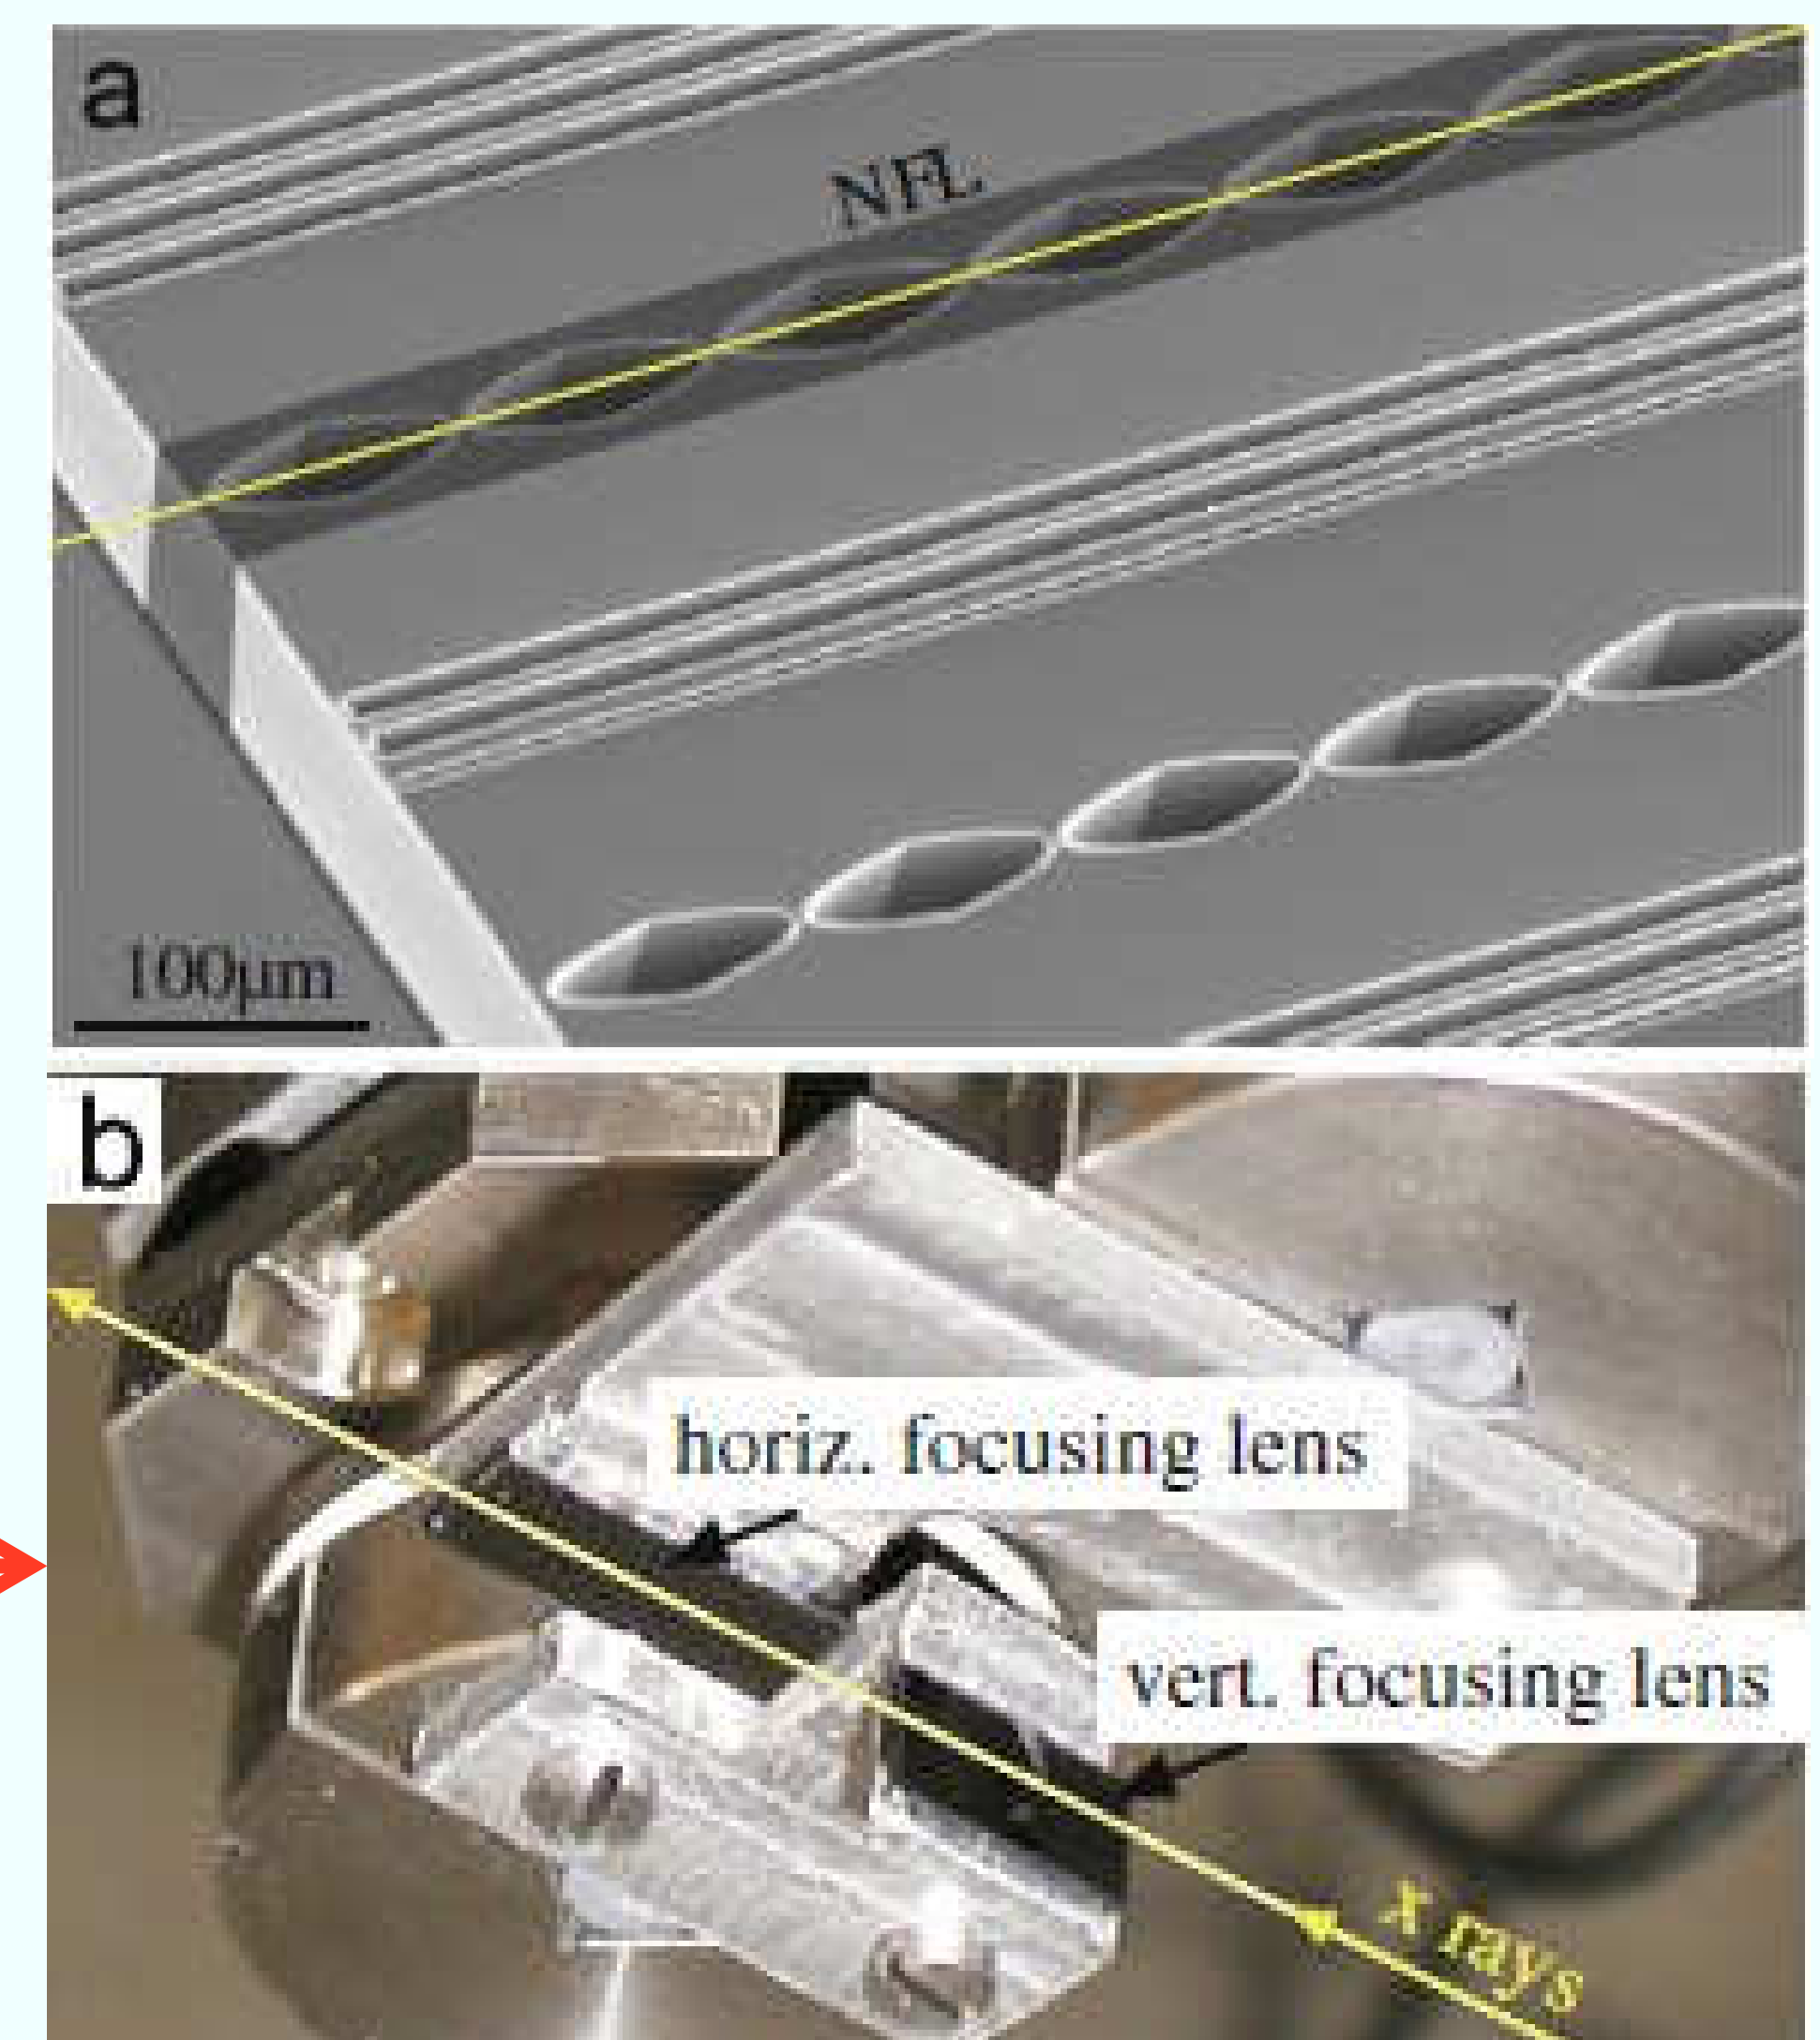 a
NFL
100μm
b
horiz. focusing lens
vert. focusing lens
x rays